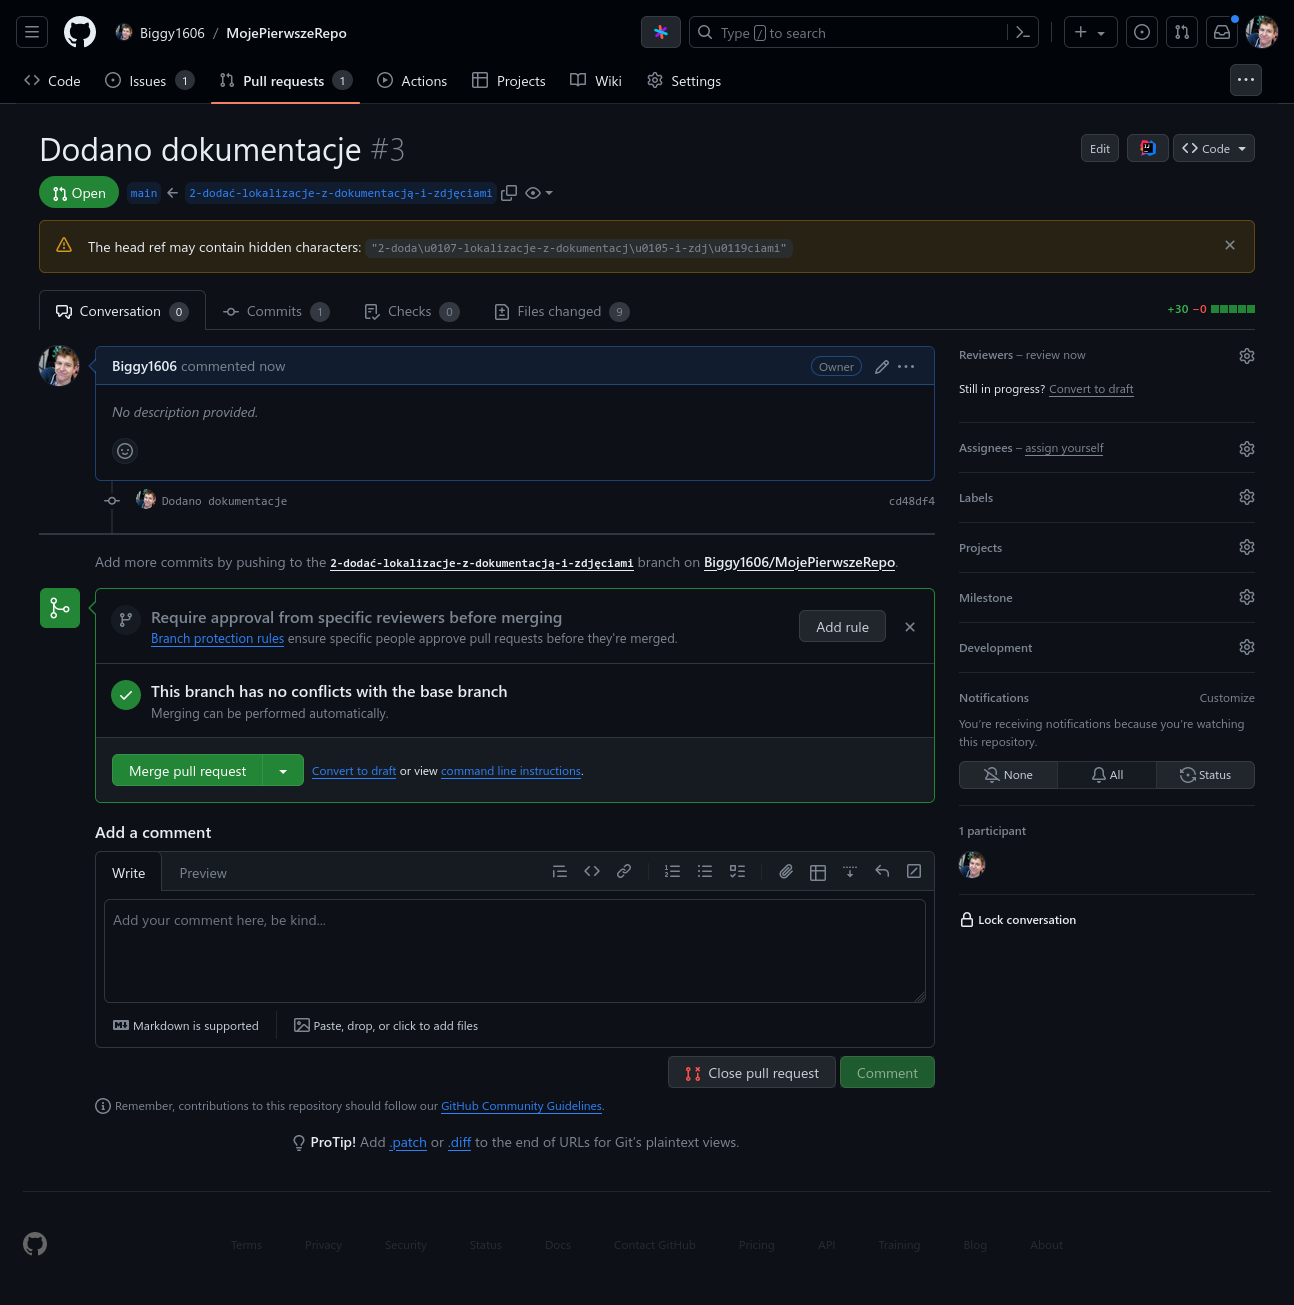 Biggy1606 / MojePierwszeRepo
Type / to search
Code
Issues 1
Pull requests 1
Actions
Projects
Wiki
Settings
Dodano dokumentacje #3
Edit
Code
Open
main
2-dodać-lokalizacje-z-dokumentacją-i-zdjęciami
The head ref may contain hidden characters: "2-doda\u0107-lokalizacje-z-dokumentacj\u0105-i-zdj\u0119ciami"
Conversation 0
Commits 1
Checks 0
Files changed 9
+30 −0
Biggy1606 commented now
Owner
No description provided.
Dodano dokumentacje
cd48df4
Add more commits by pushing to the 2-dodać-lokalizacje-z-dokumentacją-i-zdjęciami branch on Biggy1606/MojePierwszeRepo.
Require approval from specific reviewers before merging
Branch protection rules ensure specific people approve pull requests before they're merged.
Add rule
This branch has no conflicts with the base branch
Merging can be performed automatically.
Merge pull request
Convert to draft or view command line instructions.
Add a comment
Write
Preview
Add your comment here, be kind...
Markdown is supported
Paste, drop, or click to add files
Close pull request
Comment
Remember, contributions to this repository should follow our GitHub Community Guidelines.
ProTip! Add .patch or .diff to the end of URLs for Git's plaintext views.
Reviewers – review now
Still in progress? Convert to draft
Assignees – assign yourself
Labels
Projects
Milestone
Development
Notifications
Customize
You're receiving notifications because you're watching
this repository.
None
All
Status
1 participant
Lock conversation
Terms
Privacy
Security
Status
Docs
Contact GitHub
Pricing
API
Training
Blog
About